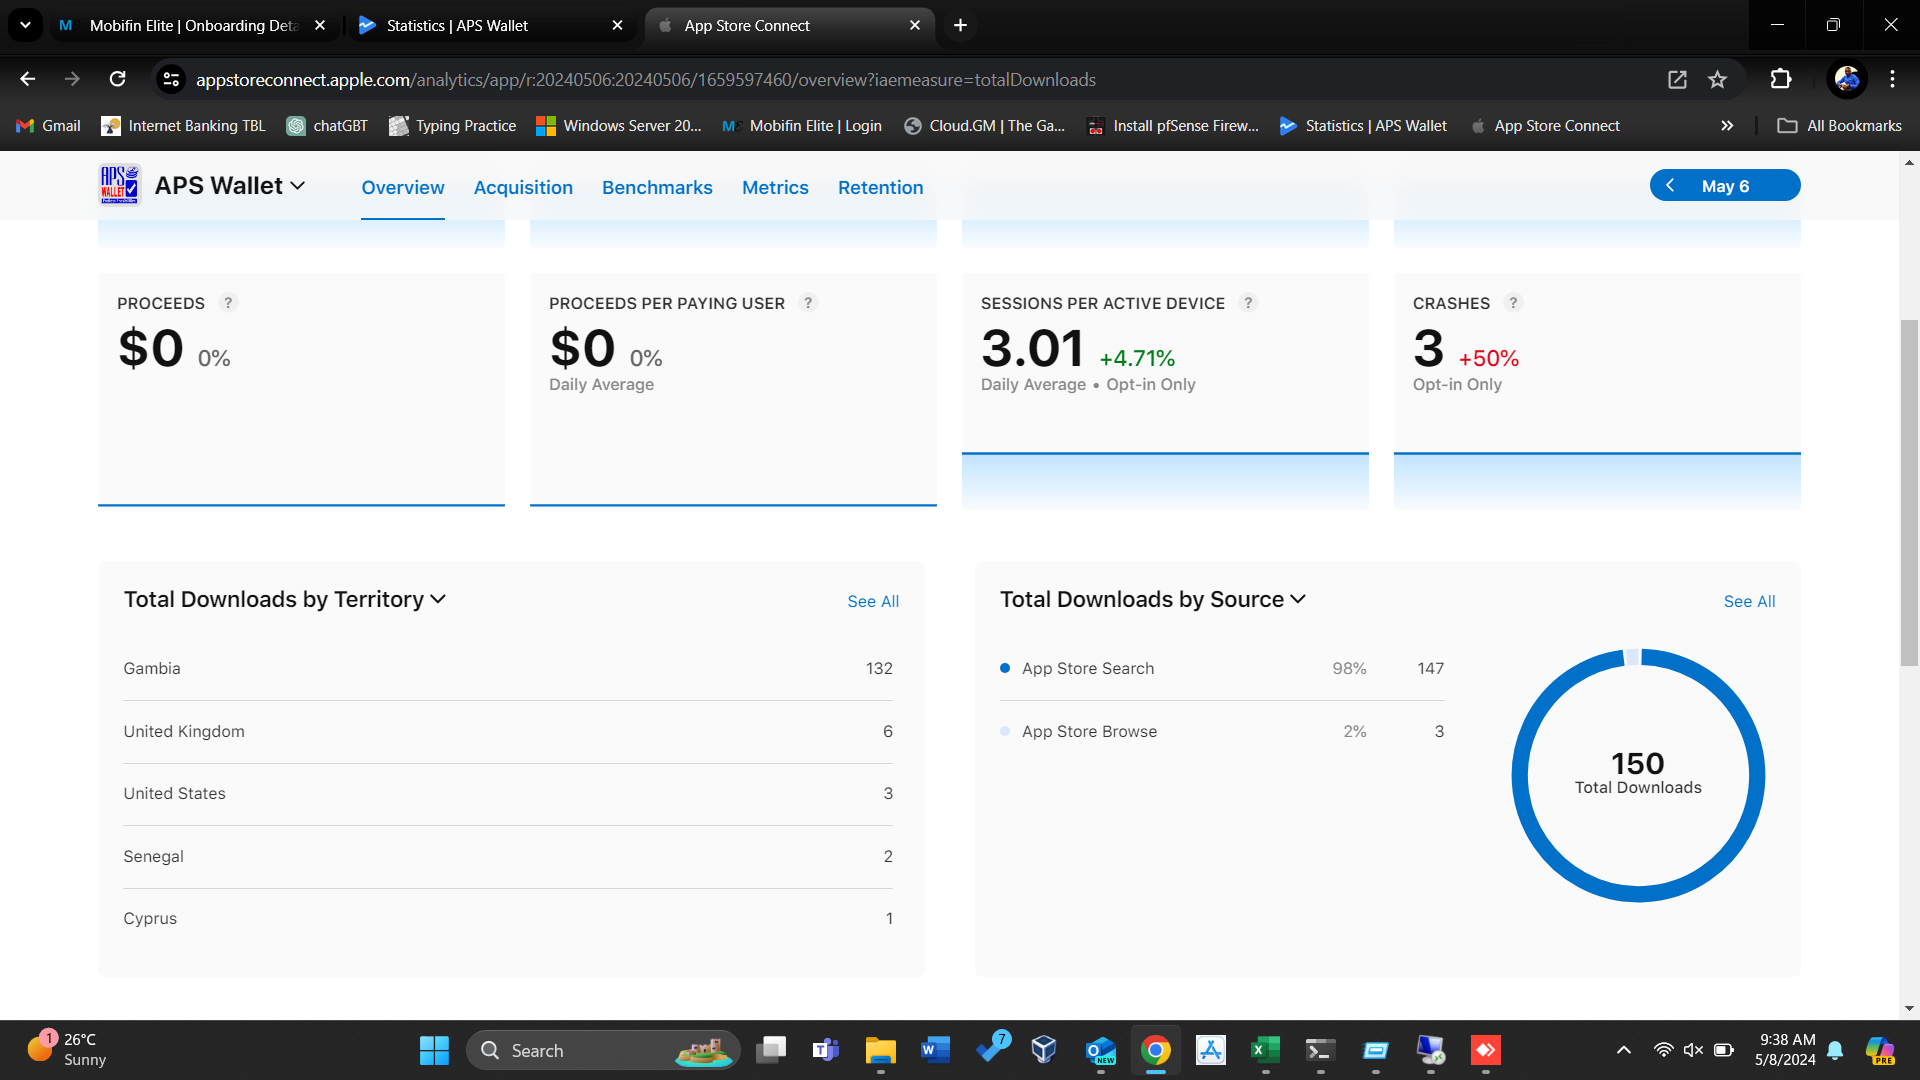 Mobifin Elite | Onboarding Deta
Statistics | APS Wallet
App Store Connect
appstoreconnect.apple.com/analytics/app/r:20240506:20240506/1659597460/overview?iaemeasure=totalDownloads
Gmail
Internet Banking TBL
chatGBT
Typing Practice
Windows Server 20...
Mobifin Elite | Login
Cloud.GM | The Ga...
Install pfSense Firew...
Statistics | APS Wallet
App Store Connect
All Bookmarks
APS WALLET
APS Wallet
Overview
Acquisition
Benchmarks
Metrics
Retention
May 6
PROCEEDS ?
$0 0%
PROCEEDS PER PAYING USER ?
$0 0%
Daily Average
SESSIONS PER ACTIVE DEVICE ?
3.01 +4.71%
Daily Average • Opt-in Only
CRASHES ?
3 +50%
Opt-in Only
Total Downloads by Territory
See All
Gambia 132
United Kingdom 6
United States 3
Senegal 2
Cyprus 1
Total Downloads by Source
See All
App Store Search 98% 147
App Store Browse 2% 3
150
Total Downloads
1
26°C
Sunny
Search
7
NEW
9:38 AM
5/8/2024
PRE